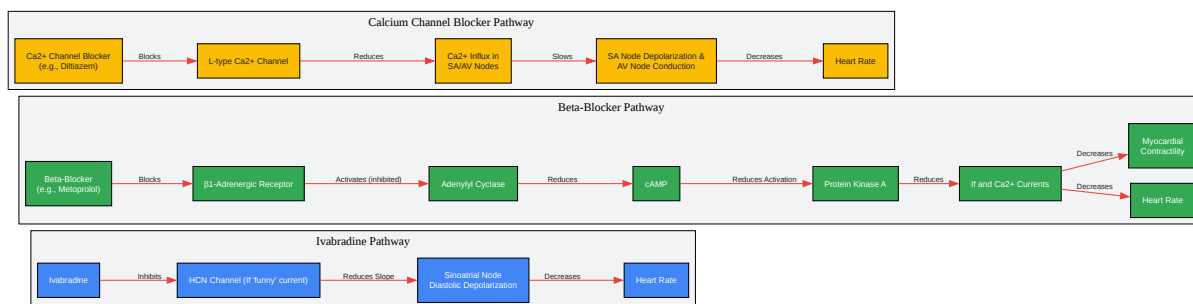 Calcium Channel Blocker Pathway
Ca2+ Channel Blocker
(e.g., Diltiazem)
Blocks
L-type Ca2+ Channel
Reduces
Ca2+ Influx in
SA/AV Nodes
Slows
SA Node Depolarization &
AV Node Conduction
Decreases
Heart Rate
Beta-Blocker Pathway
Beta-Blocker
(e.g., Metoprolol)
Blocks
β1-Adrenergic Receptor
Activates (inhibited)
Adenylyl Cyclase
Reduces
cAMP
Reduces Activation
Protein Kinase A
Reduces
If and Ca2+ Currents
Decreases
Myocardial
Contractility
Decreases
Heart Rate
Ivabradine Pathway
Ivabradine
Inhibits
HCN Channel (If 'funny' current)
Reduces Slope
Sinoatrial Node
Diastolic Depolarization
Decreases
Heart Rate